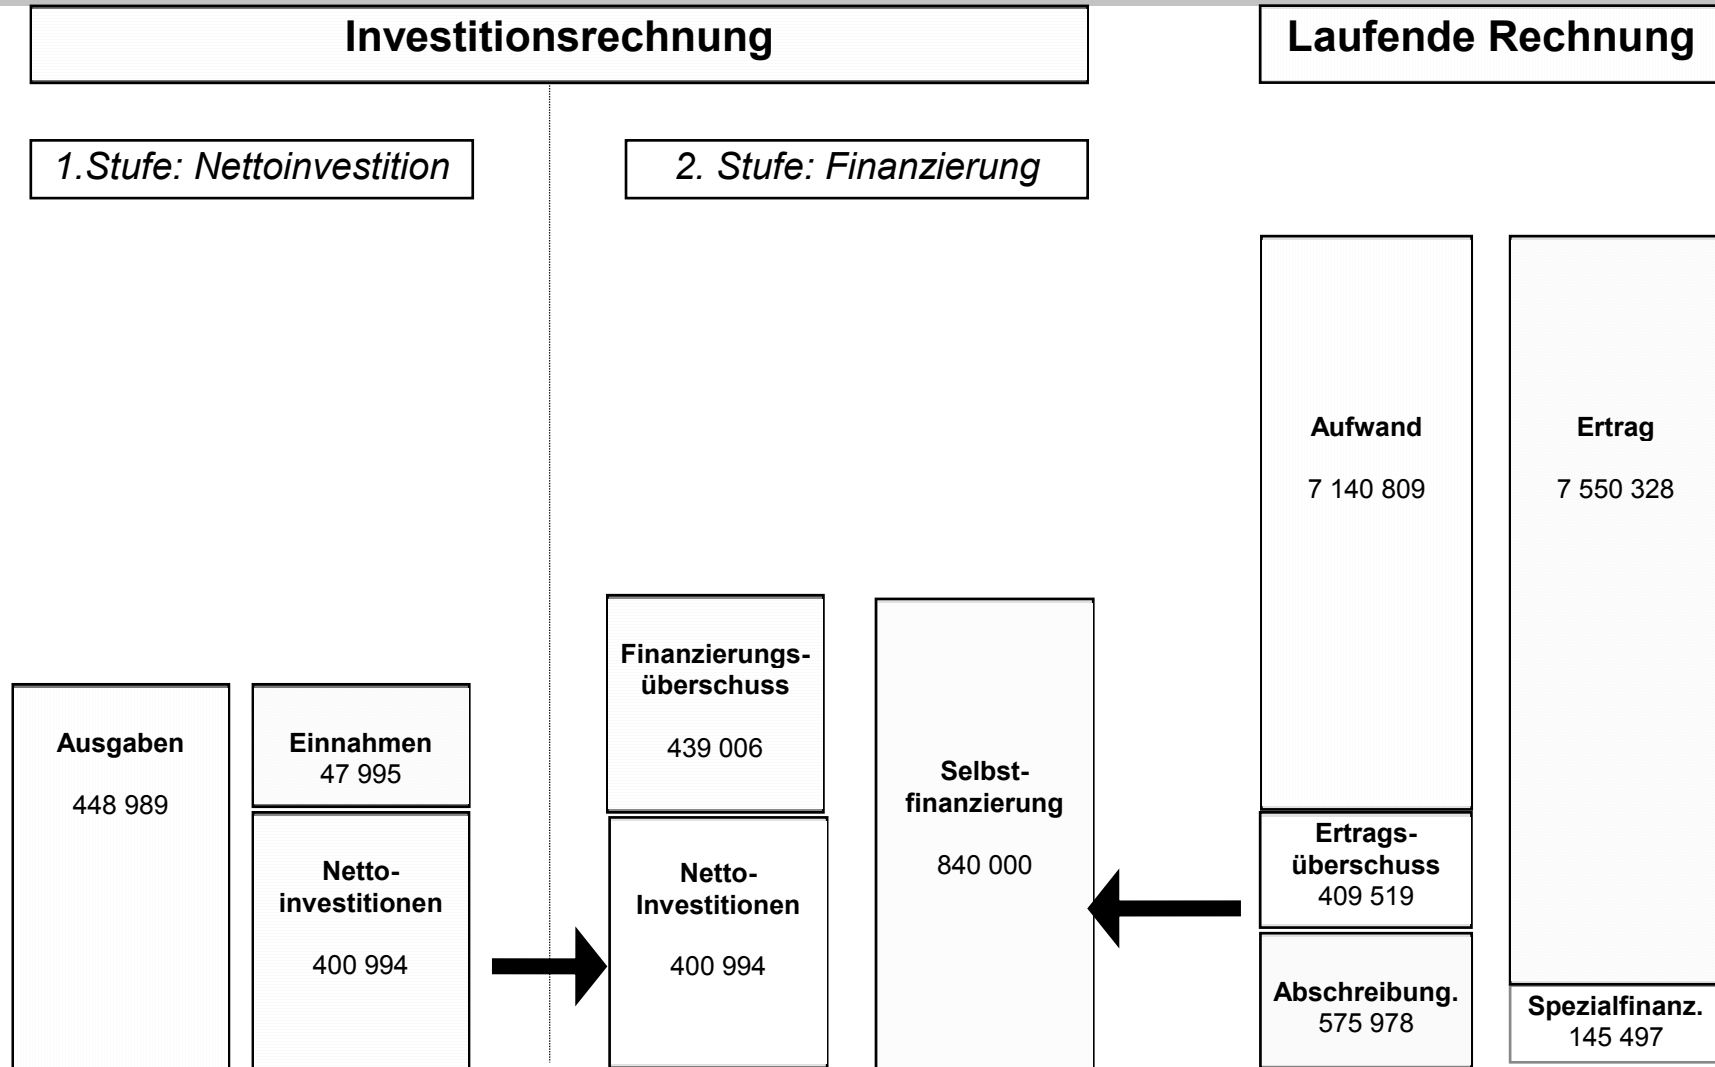 Investitionsrechnung
Laufende Rechnung
1.Stufe: Nettoinvestition
2. Stufe: Finanzierung
Ausgaben
448 989
Einnahmen
47 995
Netto-
investitionen
400 994
Finanzierungs-
überschuss
439 006
Netto-
Investitionen
400 994
Selbst-
finanzierung
840 000
Aufwand
7 140 809
Ertrags-
überschuss
409 519
Abschreibung.
575 978
Ertrag
7 550 328
Spezialfinanz.
145 497